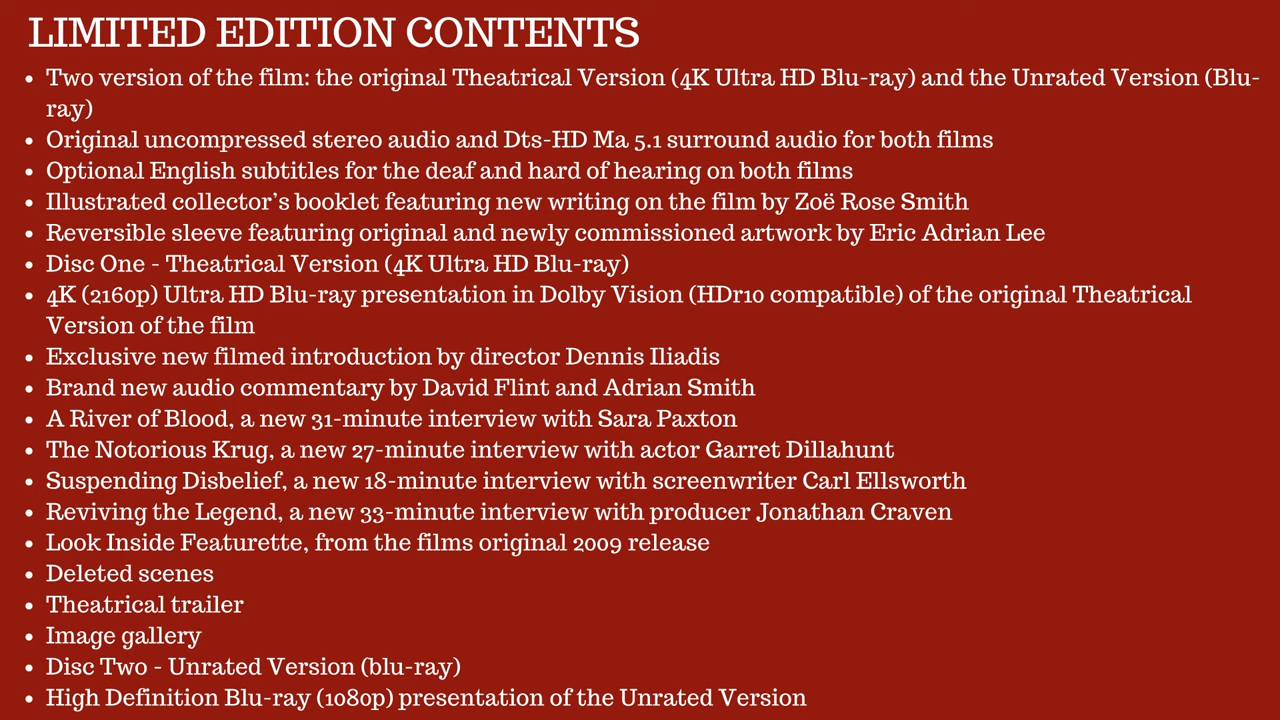 LIMITED EDITION CONTENTS
• Two version of the film: the original Theatrical Version (4K Ultra HD Blu-ray) and the Unrated Version (Blu-
ray)
• Original uncompressed stereo audio and Dts-HD Ma 5.1 surround audio for both films
• Optional English subtitles for the deaf and hard of hearing on both films
• Illustrated collector’s booklet featuring new writing on the film by Zoë Rose Smith
• Reversible sleeve featuring original and newly commissioned artwork by Eric Adrian Lee
• Disc One - Theatrical Version (4K Ultra HD Blu-ray)
• 4K (2160p) Ultra HD Blu-ray presentation in Dolby Vision (HDr10 compatible) of the original Theatrical
Version of the film
• Exclusive new filmed introduction by director Dennis Iliadis
• Brand new audio commentary by David Flint and Adrian Smith
• A River of Blood, a new 31-minute interview with Sara Paxton
• The Notorious Krug, a new 27-minute interview with actor Garret Dillahunt
• Suspending Disbelief, a new 18-minute interview with screenwriter Carl Ellsworth
• Reviving the Legend, a new 33-minute interview with producer Jonathan Craven
• Look Inside Featurette, from the films original 2009 release
• Deleted scenes
• Theatrical trailer
• Image gallery
• Disc Two - Unrated Version (blu-ray)
• High Definition Blu-ray (1080p) presentation of the Unrated Version